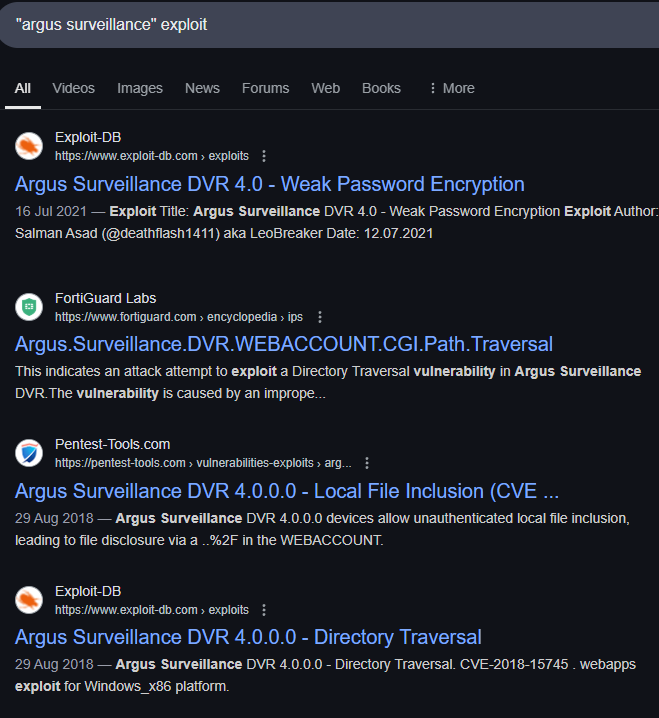 "argus surveillance" exploit
All Videos Images News Forums Web Books More
Exploit-DB
https://www.exploit-db.com › exploits
Argus Surveillance DVR 4.0 - Weak Password Encryption
16 Jul 2021 — Exploit Title: Argus Surveillance DVR 4.0 - Weak Password Encryption Exploit Author:
Salman Asad (@deathflash1411) aka LeoBreaker Date: 12.07.2021
FortiGuard Labs
https://www.fortiguard.com › encyclopedia › ips
Argus.Surveillance.DVR.WEBACCOUNT.CGI.Path.Traversal
This indicates an attack attempt to exploit a Directory Traversal vulnerability in Argus Surveillance
DVR.The vulnerability is caused by an imprope...
Pentest-Tools.com
https://pentest-tools.com › vulnerabilities-exploits › arg...
Argus Surveillance DVR 4.0.0.0 - Local File Inclusion (CVE ...
29 Aug 2018 — Argus Surveillance DVR 4.0.0.0 devices allow unauthenticated local file inclusion,
leading to file disclosure via a ..%2F in the WEBACCOUNT.
Exploit-DB
https://www.exploit-db.com › exploits
Argus Surveillance DVR 4.0.0.0 - Directory Traversal
29 Aug 2018 — Argus Surveillance DVR 4.0.0.0 - Directory Traversal. CVE-2018-15745 . webapps
exploit for Windows_x86 platform.